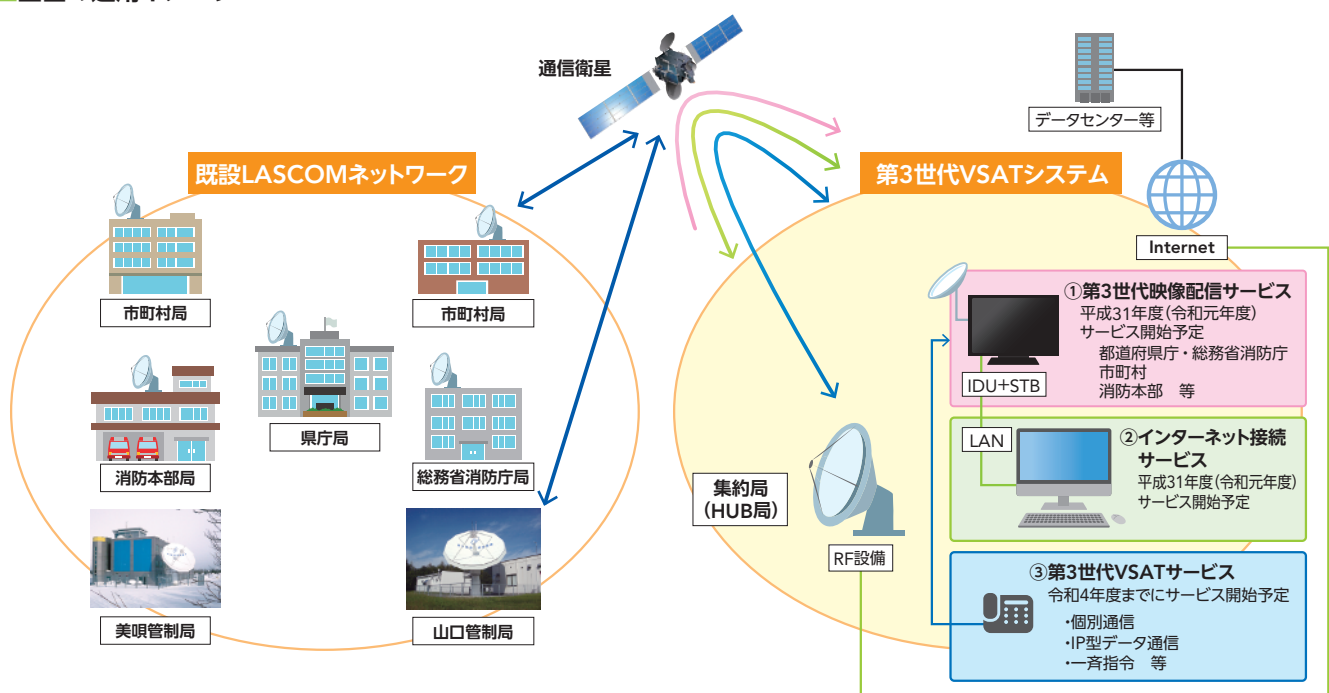 通信衛星
データセンター等
既設LASCOMネットワーク
第3世代VSATシステム
Internet
市町村局
市町村局
県庁局
消防本部局
総務省消防庁局
美唄管制局
山口管制局
集約局
(HUB局)
RF設備
①第3世代映像配信サービス
平成31年度(令和元年度)
サービス開始予定
都道府県庁・総務省消防庁
市町村
消防本部 等
IDU+STB
LAN
②インターネット接続
サービス
平成31年度(令和元年度)
サービス開始予定
③第3世代VSATサービス
令和4年度までにサービス開始予定
・個別通信
・IP型データ通信
・一斉指令 等